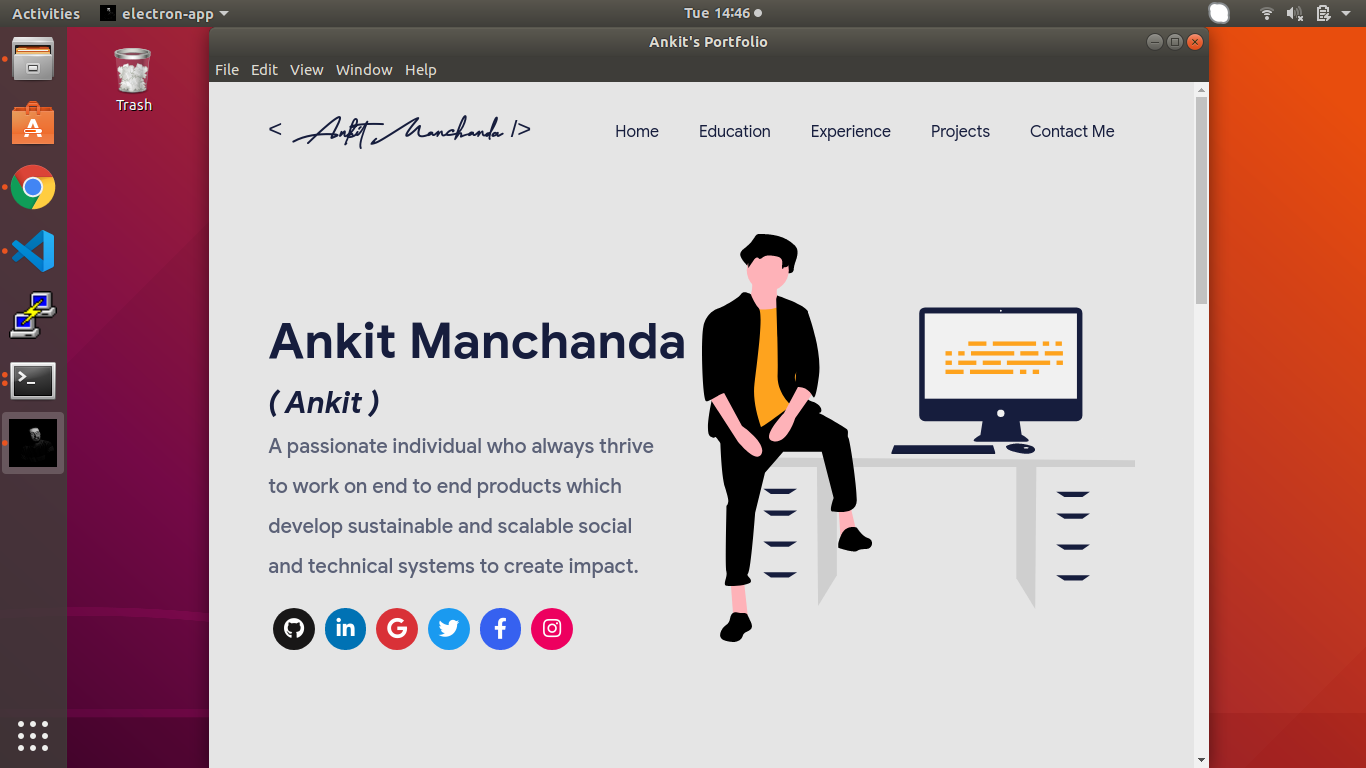 Activities electron-app Tue 14:46
Ankit's Portfolio
File Edit View Window Help
Trash
< Ankit Manchanda />
Home Education Experience Projects Contact Me
Ankit Manchanda
( Ankit )
A passionate individual who always thrive
to work on end to end products which
develop sustainable and scalable social
and technical systems to create impact.